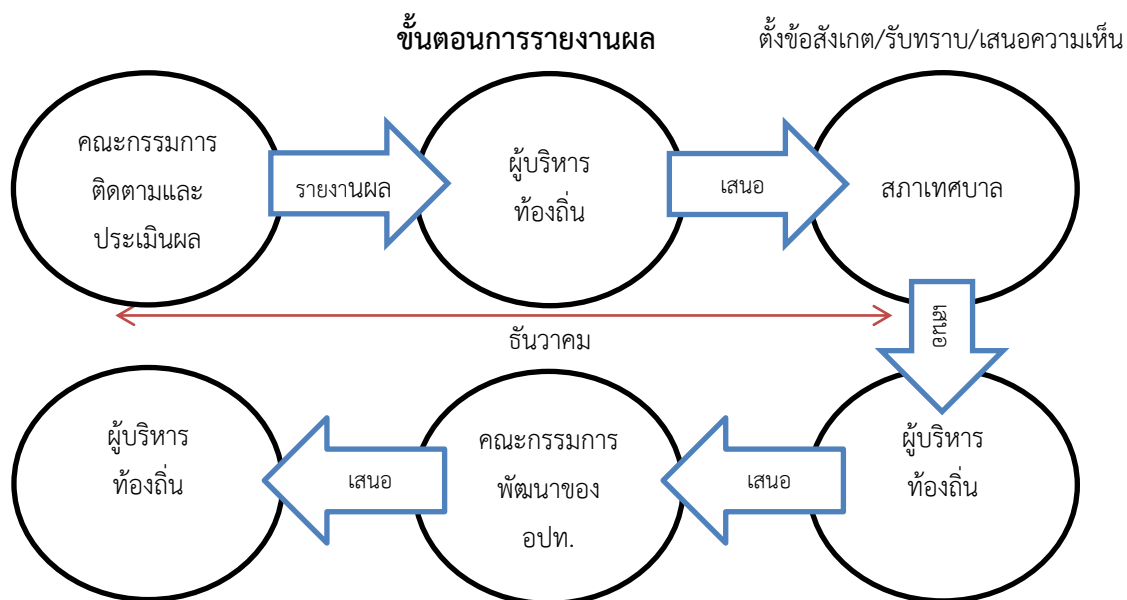 ขั้นตอนการรายงานผล
ตั้งข้อสังเกต/รับทราบ/เสนอความเห็น
คณะกรรมการ
ติดตามและ
ประเมินผล
รายงานผล
ผู้บริหาร
ท้องถิ่น
เสนอ
สภาเทศบาล
ธันวาคม
เสนอ
ผู้บริหาร
ท้องถิ่น
เสนอ
คณะกรรมการ
พัฒนาของ
อปท.
เสนอ
ผู้บริหาร
ท้องถิ่น